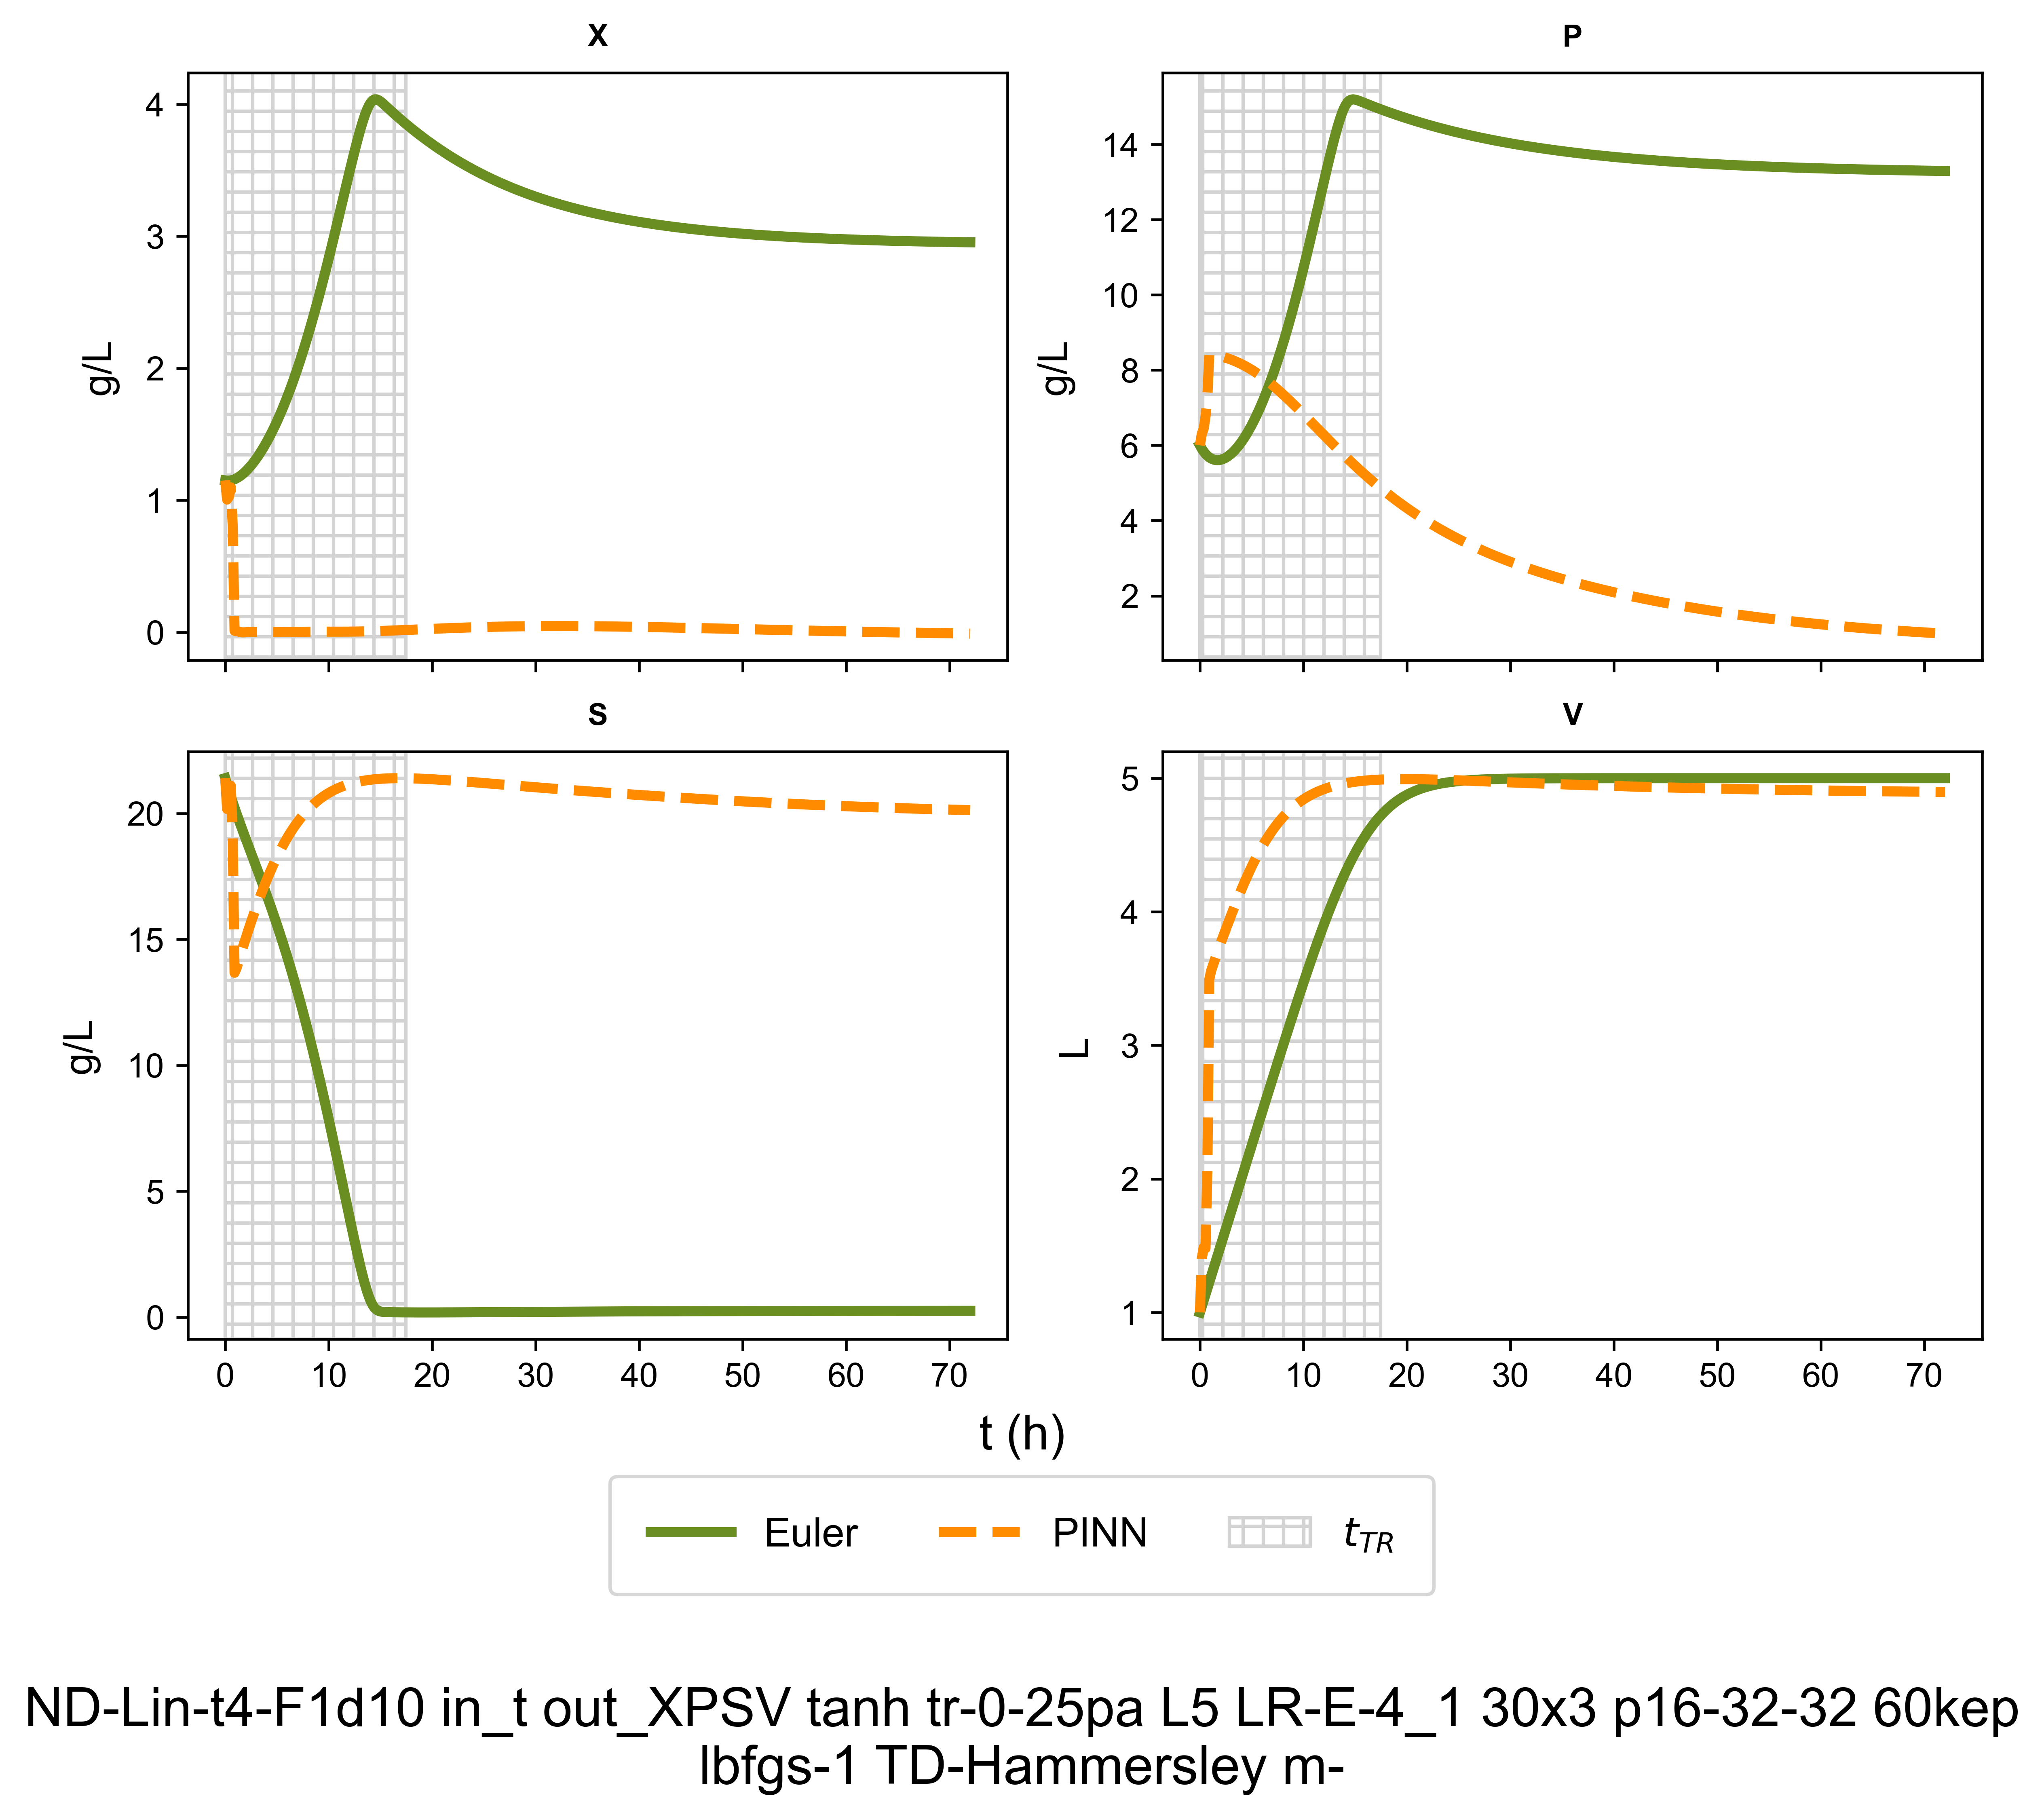 X
4
3
2
1
0
g/L
P
14
12
10
8
6
4
2
g/L
S
20
15
10
5
0
g/L
0 10 20 30 40 50 60 70
V
5
4
3
2
1
L
0 10 20 30 40 50 60 70
t (h)
Euler PINN t_TR
ND-Lin-t4-F1d10 in_t out_XPSV tanh tr-0-25pa L5 LR-E-4_1 30x3 p16-32-32 60kep
lbfgs-1 TD-Hammersley m-